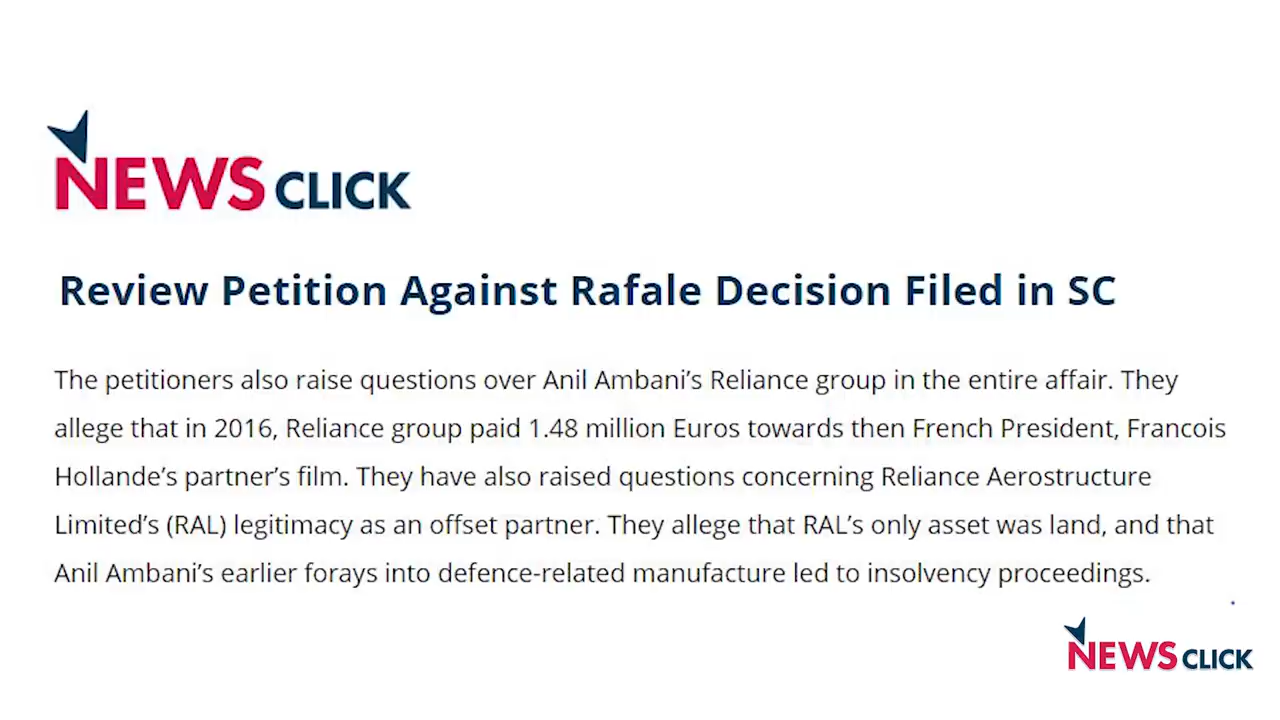 NEWS CLICK
Review Petition Against Rafale Decision Filed in SC
The petitioners also raise questions over Anil Ambani’s Reliance group in the entire affair. They
allege that in 2016, Reliance group paid 1.48 million Euros towards then French President, Francois
Hollande’s partner’s film. They have also raised questions concerning Reliance Aerostructure
Limited’s (RAL) legitimacy as an offset partner. They allege that RAL’s only asset was land, and that
Anil Ambani’s earlier forays into defence-related manufacture led to insolvency proceedings.
NEWS CLICK